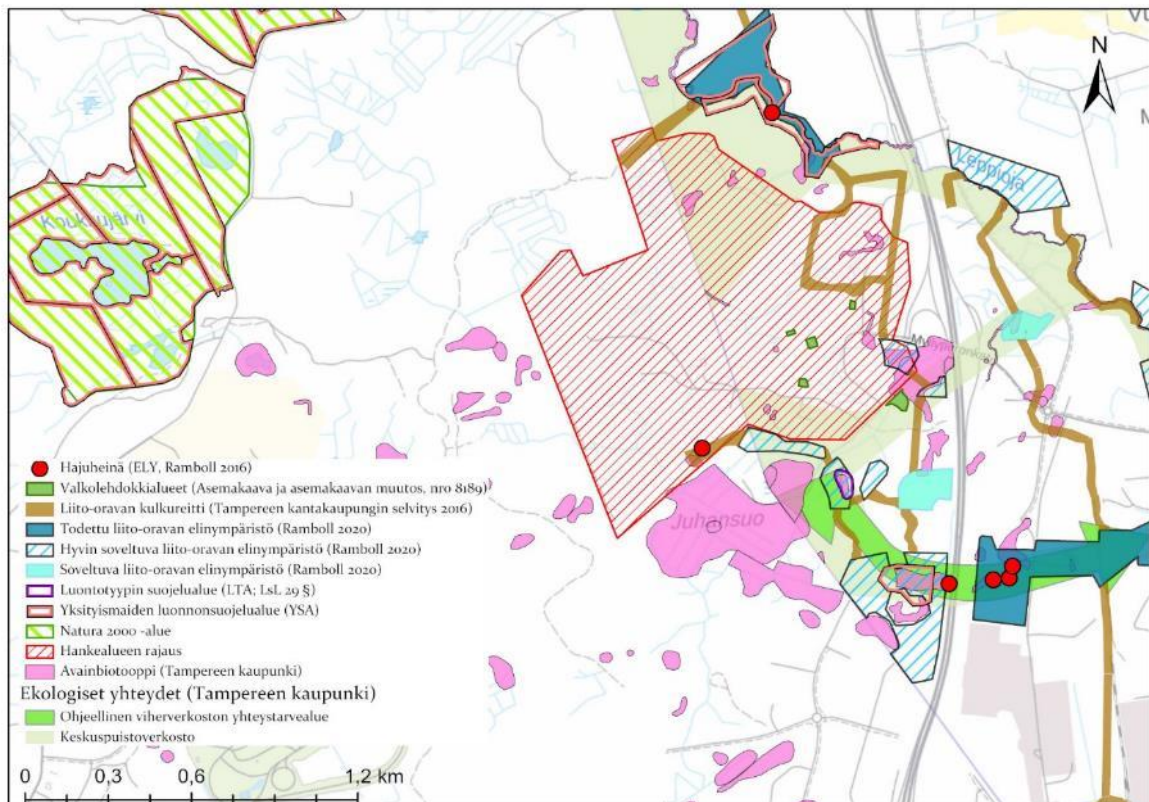 VU
N
M
Leppioja
Koukkujärvi
Juhansuo
Hajuheinä (ELY, Ramboll 2016)
Valkolehdokkialueet (Asemakaava ja asemakaavan muutos, nro 8189)
Liito-oravan kulkureitti (Tampereen kantakaupungin selvitys 2016)
Todettu liito-oravan elinympäristö (Ramboll 2020)
Hyvin soveltuva liito-oravan elinympäristö (Ramboll 2020)
Soveltuva liito-oravan elinympäristö (Ramboll 2020)
Luontotyypin suojelualue (LTA; LsL 29 §)
Yksityismaiden luonnonsuojelualue (YSA)
Natura 2000 -alue
Hankealueen rajaus
Avainbiotooppi (Tampereen kaupunki)
Ekologiset yhteydet (Tampereen kaupunki)
Ohjeellinen viherverkoston yhteystarvealue
Keskuspuistoverkosto
0 0,3 0,6 1,2 km